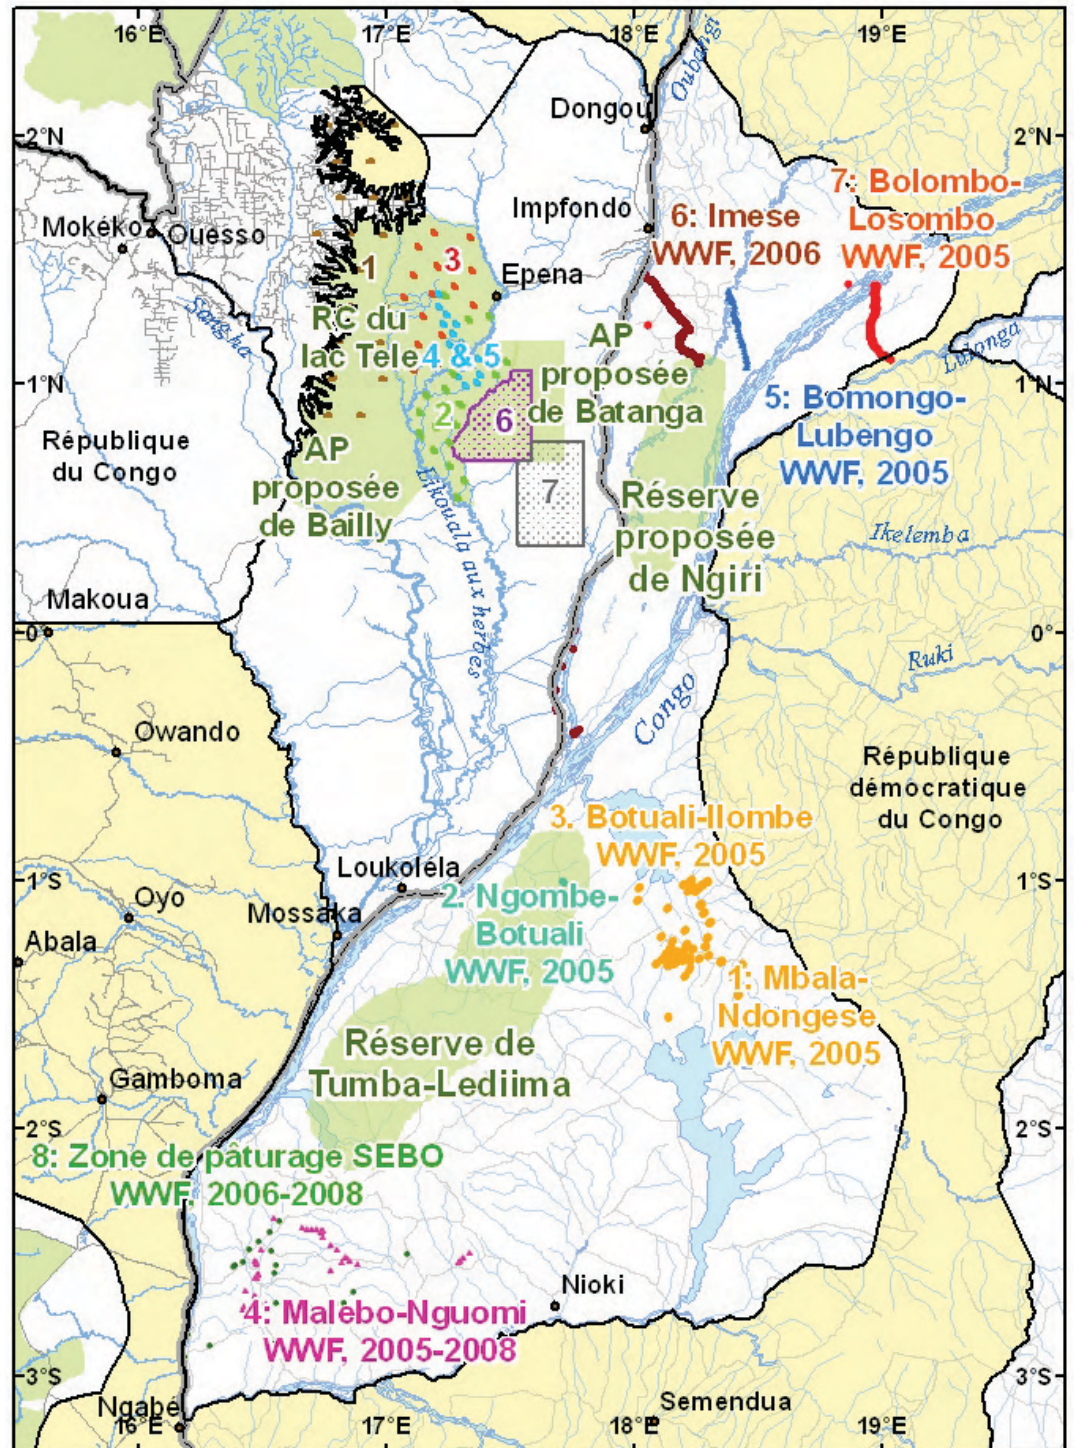 16°E
17°E
18°E
19°E
Oubangi
Dongou
2°N
2°N
7: Bolombo-
Losombo
WWF, 2005
Impfondo
6: Imese
WWF, 2006
Mokéko
Ouesso
1
3
Epena
Sangha
RC du
lac Tele
4 & 5
AP
proposée
de Batanga
Lulonga
1°N
1°N
2
6
5: Bomongo-
Lubengo
WWF, 2005
République
du Congo
AP
proposée
de Bailly
7
Réserve
proposée
de Ngiri
Likouala aux herbes
Ikelemba
Makoua
0°
0°
Ruki
Congo
Owando
République
démocratique
du Congo
3. Botuali-Ilombe
WWF, 2005
Loukoléla
1°S
1°S
Oyo
Mossaka
2. Ngombe-
Botuali
WWF, 2005
Abala
1: Mbala-
Ndongese
WWF, 2005
Réserve de
Tumba-Lediima
Gamboma
2°S
2°S
8: Zone de pâturage SEBO
WWF, 2006-2008
Nioki
4: Malebo-Nguomi
WWF, 2005-2008
3°S
3°S
Ngabé
Semendua
16°E
17°E
18°E
19°E